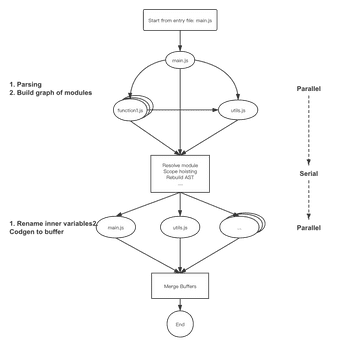 Start from entry file: main.js
main.js
1. Parsing
2. Build graph of modules
Parallel
function1.js
utils.js
Resolve module
Scope hoisting
Rebuild AST
....
Serial
1. Rename inner variables2.
Codgen to buffer
main.js
utils.js
...
Parallel
Merge Buffers
End